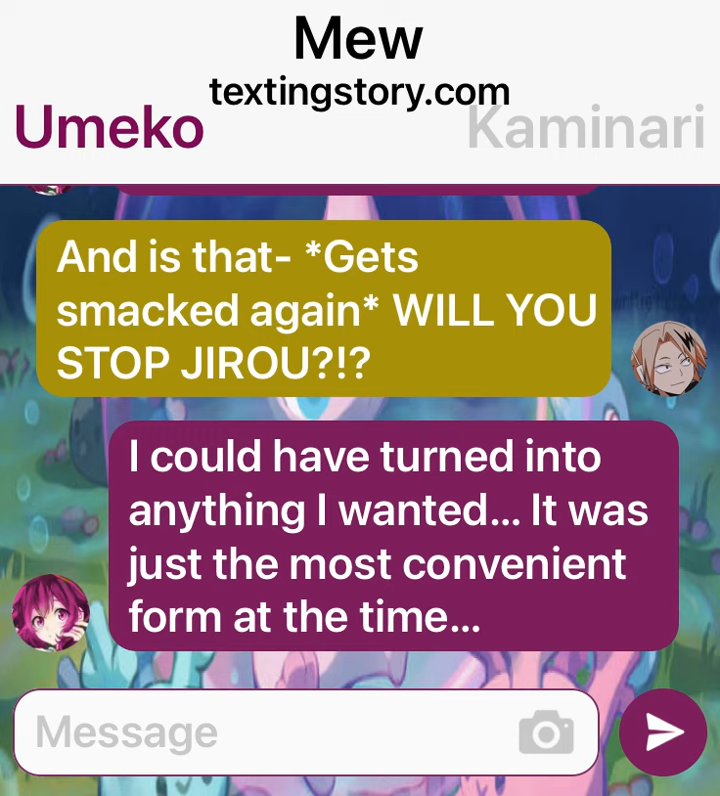 Mew
textingstory.com
Umeko
Kaminari
And is that- *Gets
smacked again* WILL YOU
STOP JIROU?!?
I could have turned into
anything I wanted... It was
just the most convenient
form at the time...
Message